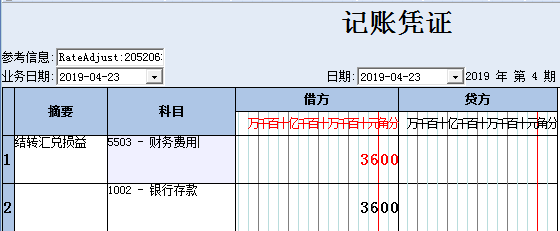 记账凭证
参考信息: RateAdjust:205206
业务日期: 2019-04-23 日期: 2019-04-23 2019 年 第 4 期
摘要 科目 借方 贷方
万千百十亿千百十万千百十元角分 万千百十亿千百十万千百十元角分
1 结转汇兑损益 5503 - 财务费用 3600
2 1002 - 银行存款 3600